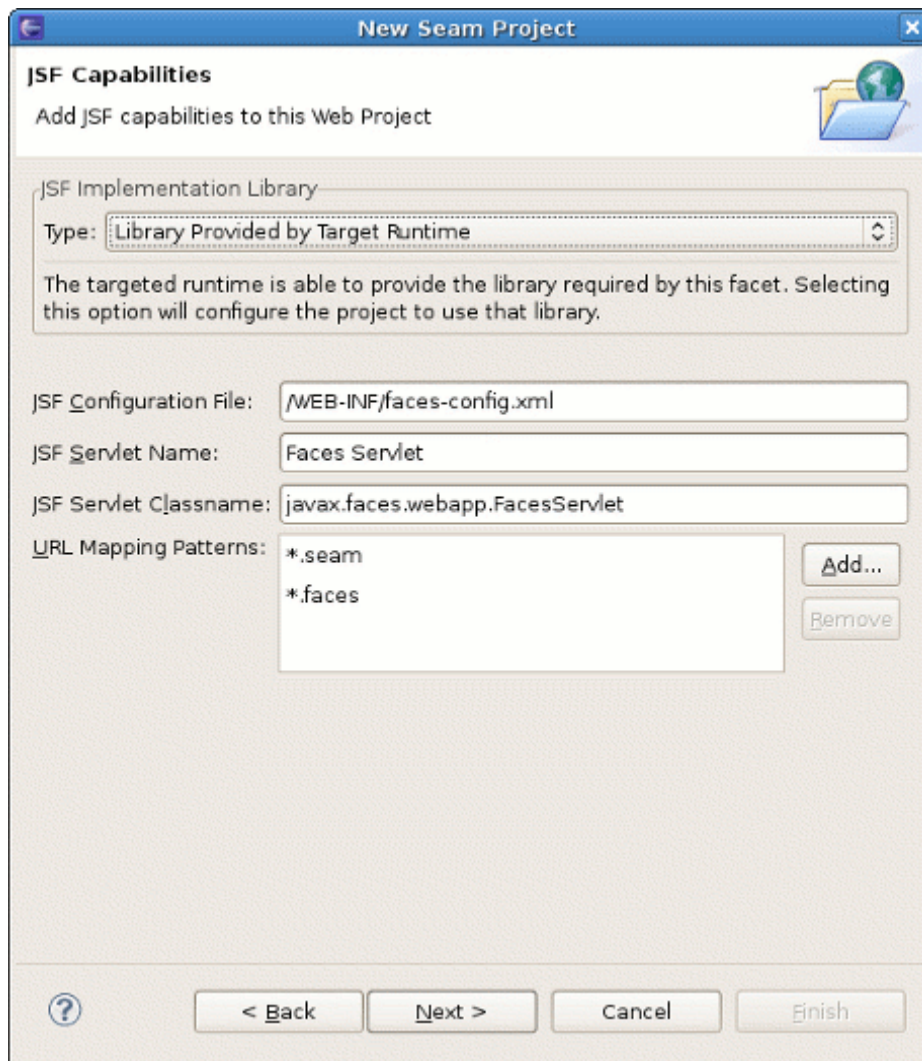 New Seam Project
JSF Capabilities
Add JSF capabilities to this Web Project
JSF Implementation Library
Type: Library Provided by Target Runtime
The targeted runtime is able to provide the library required by this facet. Selecting
this option will configure the project to use that library.
JSF Configuration File: /WEB-INF/faces-config.xml
JSF Servlet Name: Faces Servlet
JSF Servlet Classname: javax.faces.webapp.FacesServlet
URL Mapping Patterns: *.seam
Add...
*.faces
Remove
? < Back Next > Cancel Finish